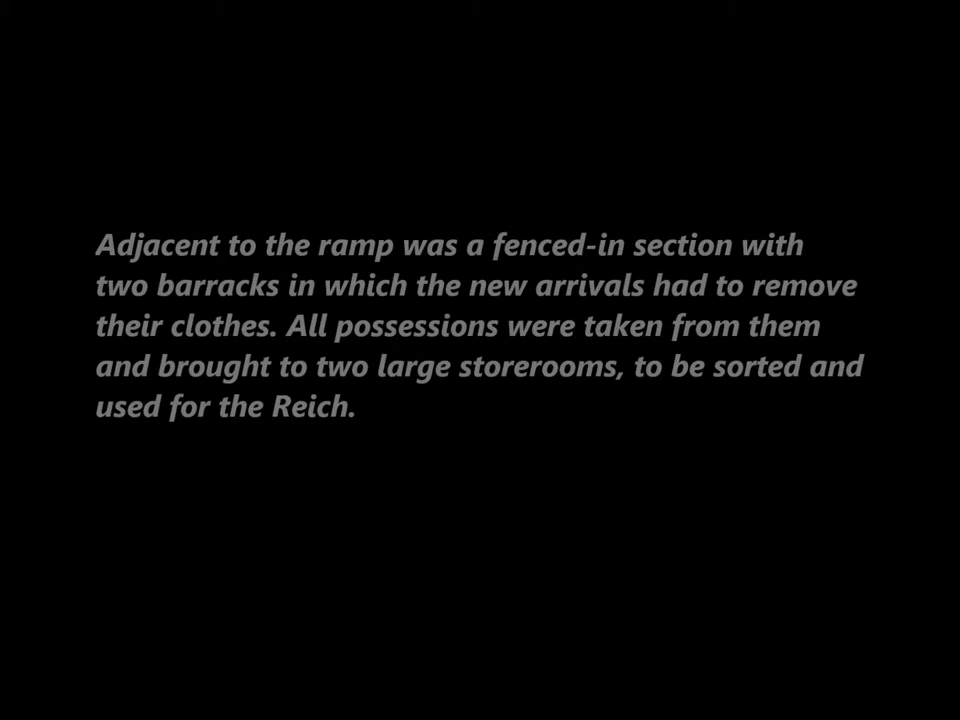 Adjacent to the ramp was a fenced-in section with
two barracks in which the new arrivals had to remove
their clothes. All possessions were taken from them
and brought to two large storerooms, to be sorted and
used for the Reich.